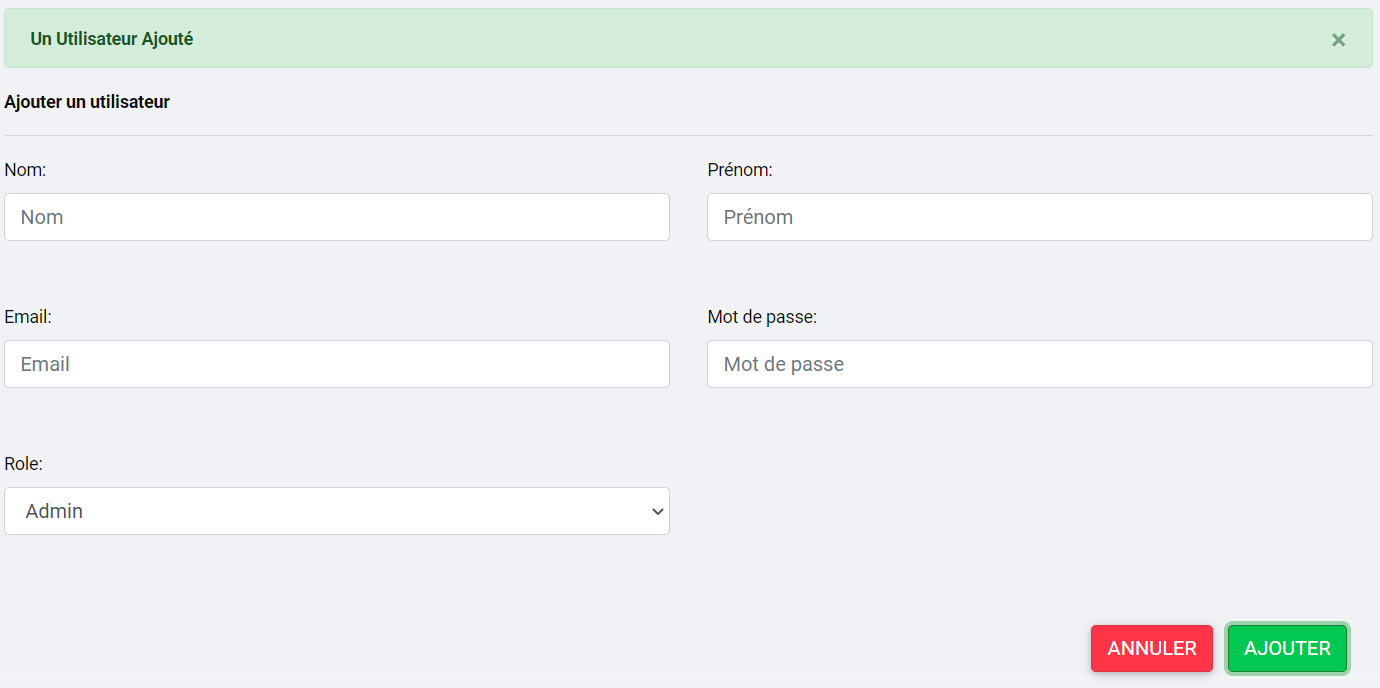 Un Utilisateur Ajouté
×
Ajouter un utilisateur
Nom:
Prénom:
Nom
Prénom
Email:
Mot de passe:
Email
Mot de passe
Role:
Admin
ANNULER
AJOUTER